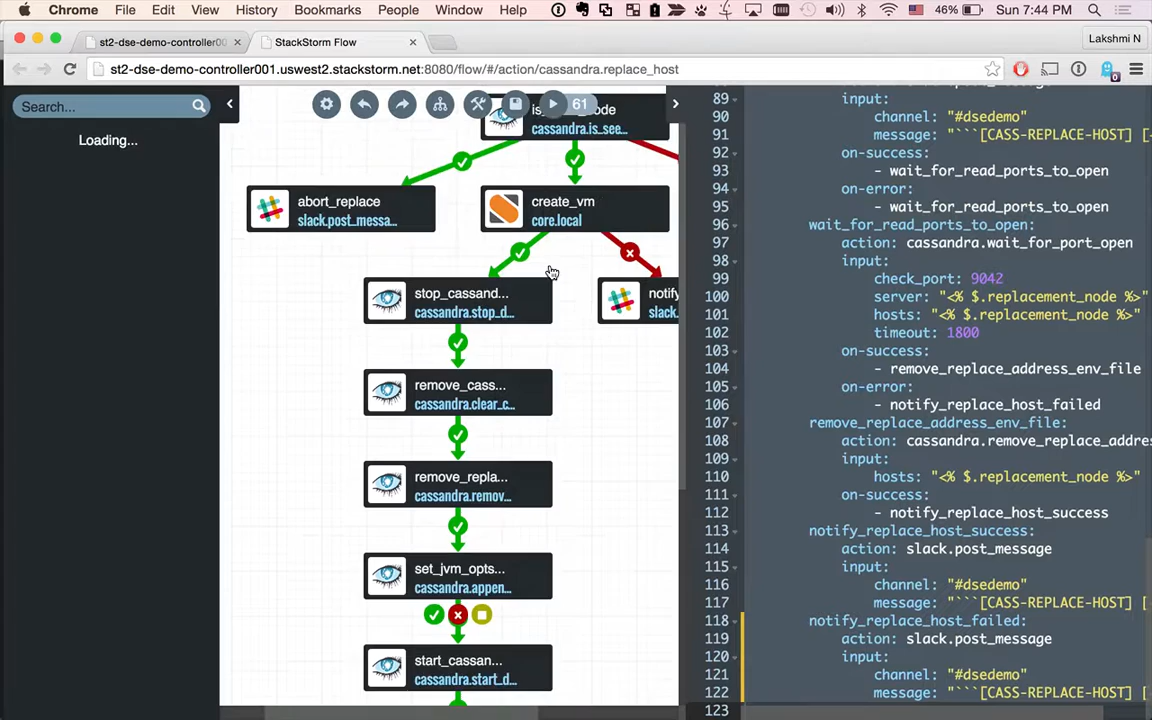 Chrome File Edit View History Bookmarks People Window Help 46% Sun 7:44 PM
st2-dse-demo-controller00 StackStorm Flow Lakshmi N
st2-dse-demo-controller001.uswest2.stackstorm.net:8080/flow/#/action/cassandra.replace_host
Search...
Loading...
61
cassandra.is_see...
abort_replace
slack.post_messa...
create_vm
core.local
stop_cassand...
cassandra.stop_d...
notify
slack.
remove_cass...
cassandra.clear_c...
remove_repla...
cassandra.remov...
set_jvm_opts...
cassandra.appen...
start_cassan...
cassandra.start_d...
89 input:
90 channel: "#dsedemo"
91 message: "```[CASS-REPLACE-HOST] [
92 on-success:
93 - wait_for_read_ports_to_open
94 on-error:
95 - wait_for_read_ports_to_open
96 wait_for_read_ports_to_open:
97 action: cassandra.wait_for_port_open
98 input:
99 check_port: 9042
100 server: "<% $.replacement_node %>"
101 hosts: "<% $.replacement_node %>"
102 timeout: 1800
103 on-success:
104 - remove_replace_address_env_file
105 on-error:
106 - notify_replace_host_failed
107 remove_replace_address_env_file:
108 action: cassandra.remove_replace_addres
109 input:
110 hosts: "<% $.replacement_node %>"
111 on-success:
112 - notify_replace_host_success
113 notify_replace_host_success:
114 action: slack.post_message
115 input:
116 channel: "#dsedemo"
117 message: "```[CASS-REPLACE-HOST] [
118 notify_replace_host_failed:
119 action: slack.post_message
120 input:
121 channel: "#dsedemo"
122 message: "```[CASS-REPLACE-HOST] [
123